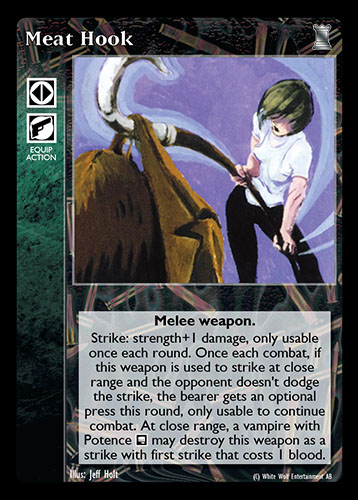 Meat Hook
EQUIP
ACTION
Melee weapon.
Strike: strength+1 damage, only usable
once each round. Once each combat, if
this weapon is used to strike at close
range and the opponent doesn't dodge
the strike, the bearer gets an optional
press this round, only usable to continue
combat. At close range, a vampire with
Potence may destroy this weapon as a
strike with first strike that costs 1 blood.
Illus: Jeff Holt
(C) White Wolf Entertainment AB